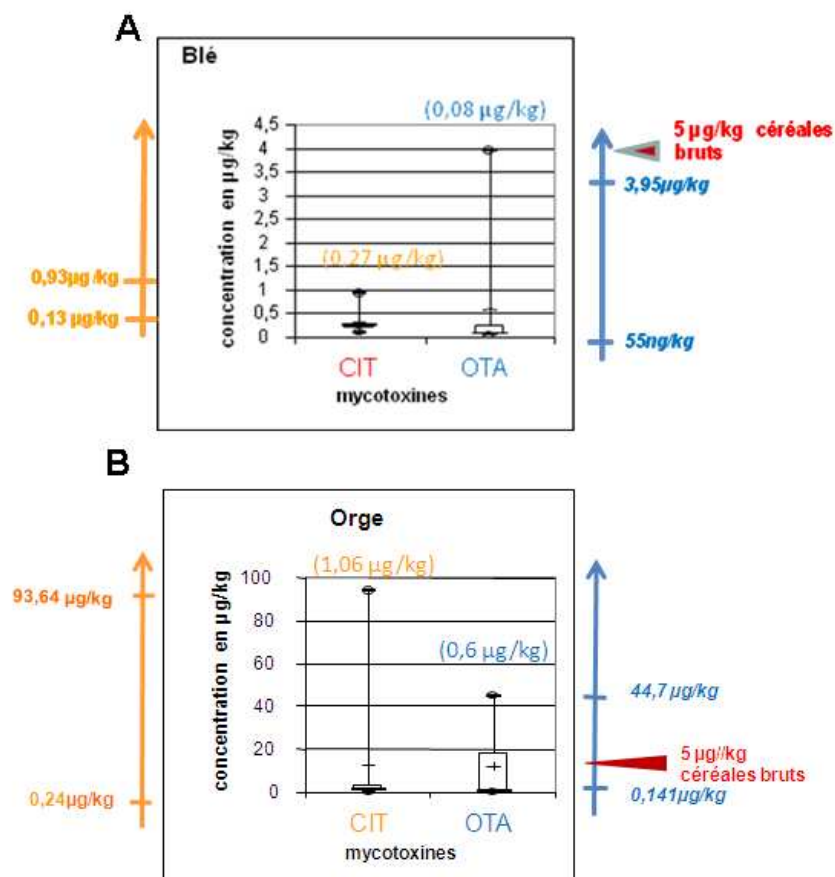 A
Blé
(0,08 µg/kg)
5 µg/kg céréales
bruts
4,5
4
3,5
3
2,5
2
1,5
1
0,5
0
concentration en µg/kg
(0,27 µg/kg)
3,95µg/kg
0,93µg/kg
0,13 µg/kg
55ng/kg
CIT
OTA
mycotoxines
B
Orge
(1,06 µg/kg)
100
80
60
40
20
0
concentration en µg/kg
(0,6 µg/kg)
93,64 µg/kg
44,7 µg/kg
5 µg//kg
céréales bruts
0,24µg/kg
0,141µg/kg
CIT
OTA
mycotoxines